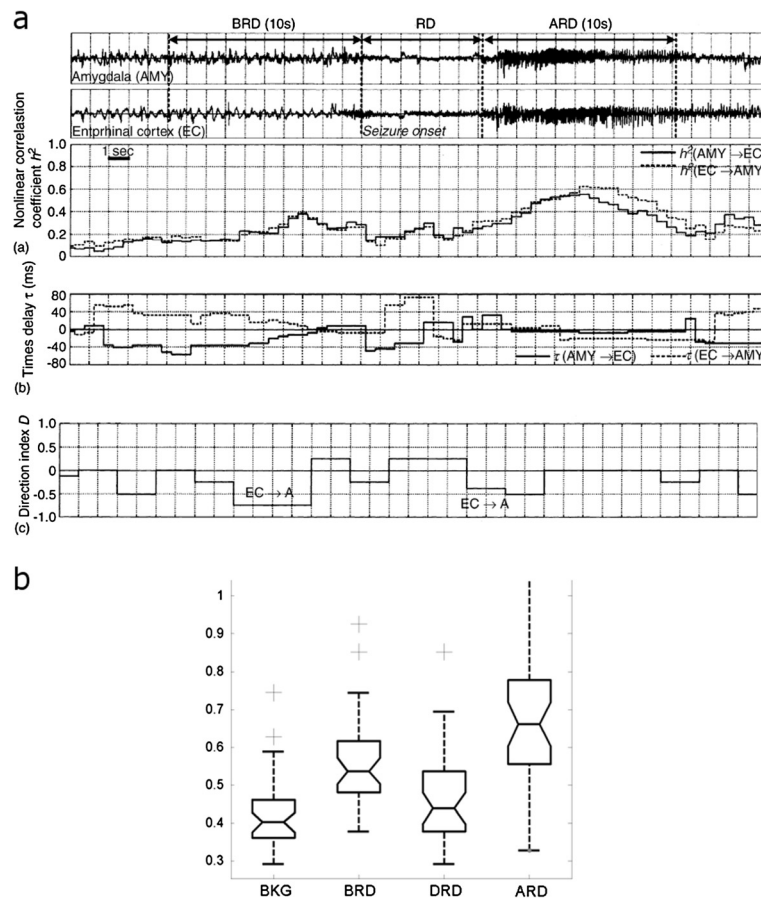 a
BRD (10s) RD ARD (10s)
Amygdala (AMY)
Entprhinal cortex (EC) Seizure onset
Nonlinear correlastion
coefficient h²
1.0
0.8
0.6
0.4
0.2
0
1 sec
h²(AMY →EC)
h²(EC →AMY)
(a)
Times delay τ (ms)
80
40
0
-40
-80
τ(AMY →EC) τ(EC →AMY)
(b)
Direction index D
1.0
0.5
0
-0.5
-1.0
EC → A EC → A
(c)
b
1
0.9
0.8
0.7
0.6
0.5
0.4
0.3
BKG BRD DRD ARD